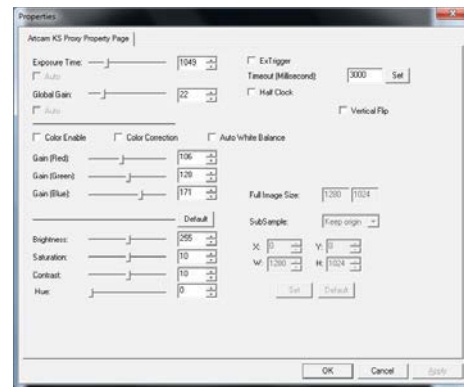 Properties
Artcam KS Proxy Property Page
Exposure Time: 1049
Auto
Global Gain: 22
Auto
ExTrigger
Timeout (Millisecond): 3000 Set
Half Clock
Vertical Flip
Color Enable Color Correction Auto White Balance
Gain (Red): 106
Gain (Green): 128
Gain (Blue): 171
Default
Brightness: 255
Saturation: 10
Contrast: 10
Hue: 0
Full Image Size: 1280 1024
SubSample: Keep origin
X: 0 Y: 0
W: 1280 H: 1024
Set Default
OK Cancel Apply